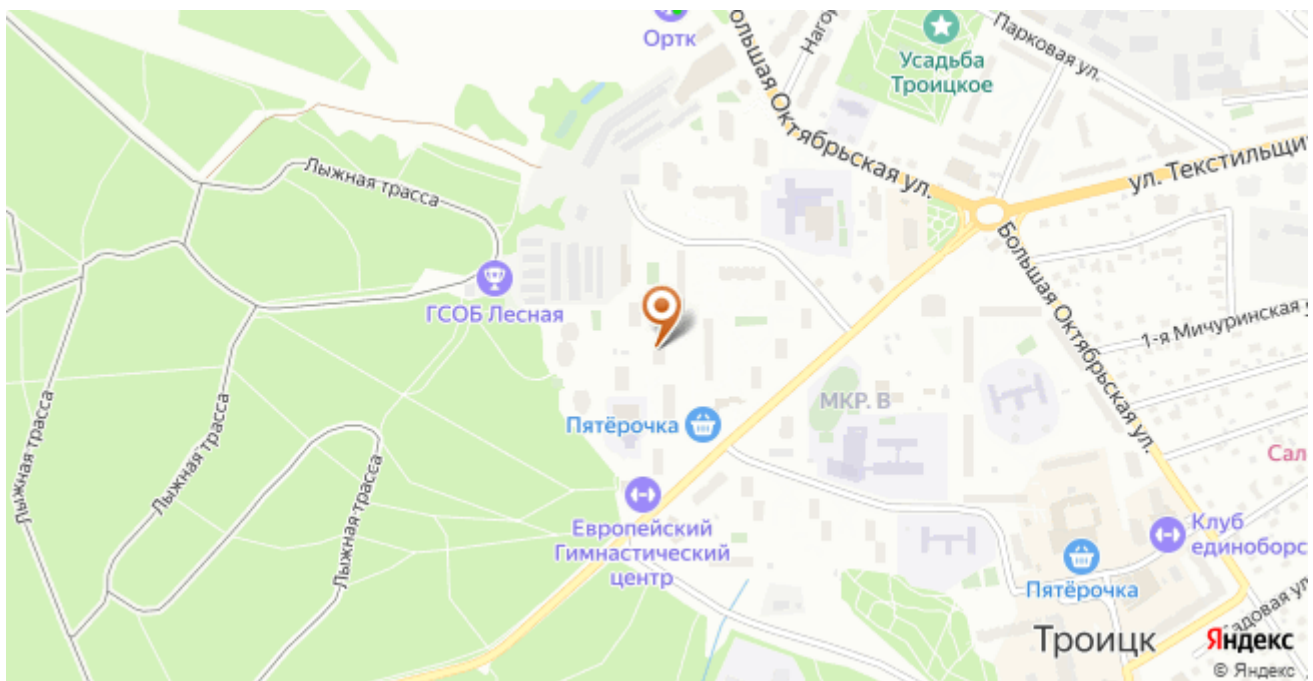 Ортк
Большая Октябрьская ул.
Нагор
Усадьба
Троицкое
Парковая ул.
ул. Текстильщи
Лыжная трасса
ГСОБ Лесная
Большая Октябрьская ул.
1-я Мичуринская у
Лыжная трасса
Лыжная трасса
Лыжная трасса
Пятёрочка
МКР. В
Сал
Европейский
Гимнастический
центр
Клуб
единоборс
Пятёрочка
Троицк
Садовая ул
Яндекс
© Яндекс